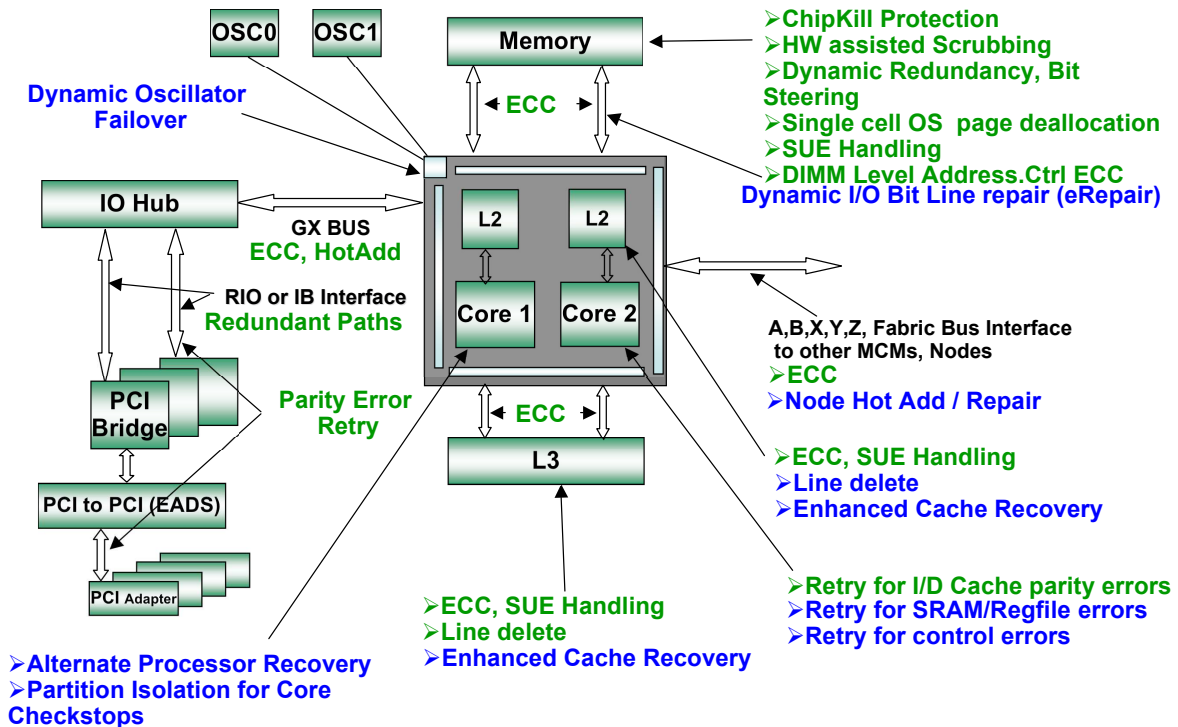 OSC0
OSC1
Memory
➢ChipKill Protection
➢HW assisted Scrubbing
➢Dynamic Redundancy, Bit
Steering
➢Single cell OS page deallocation
➢SUE Handling
➢DIMM Level Address.Ctrl ECC
Dynamic I/O Bit Line repair (eRepair)
Dynamic Oscillator
Failover
ECC
IO Hub
GX BUS
ECC, HotAdd
L2
L2
Core 1
Core 2
RIO or IB Interface
Redundant Paths
A,B,X,Y,Z, Fabric Bus Interface
to other MCMs, Nodes
➢ECC
➢Node Hot Add / Repair
PCI
Bridge
Parity Error
Retry
ECC
L3
➢ECC, SUE Handling
➢Line delete
➢Enhanced Cache Recovery
PCI to PCI (EADS)
PCI Adapter
➢Retry for I/D Cache parity errors
➢Retry for SRAM/Regfile errors
➢Retry for control errors
➢ECC, SUE Handling
➢Line delete
➢Enhanced Cache Recovery
➢Alternate Processor Recovery
➢Partition Isolation for Core
Checkstops